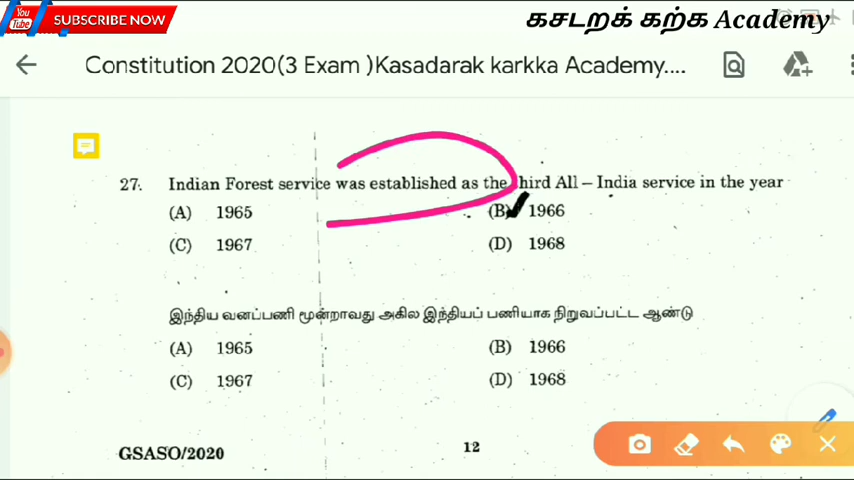 You
Tube
SUBSCRIBE NOW
கசடறக் கற்க Academy
Constitution 2020(3 Exam )Kasadarak karkka Academy....
27. Indian Forest service was established as the third All – India service in the year
(A) 1965 (B) 1966
(C) 1967 (D) 1968
இந்திய வனப்பணி மூன்றாவது அகில இந்தியப் பணியாக நிறுவப்பட்ட ஆண்டு
(A) 1965 (B) 1966
(C) 1967 (D) 1968
GSASO/2020 12